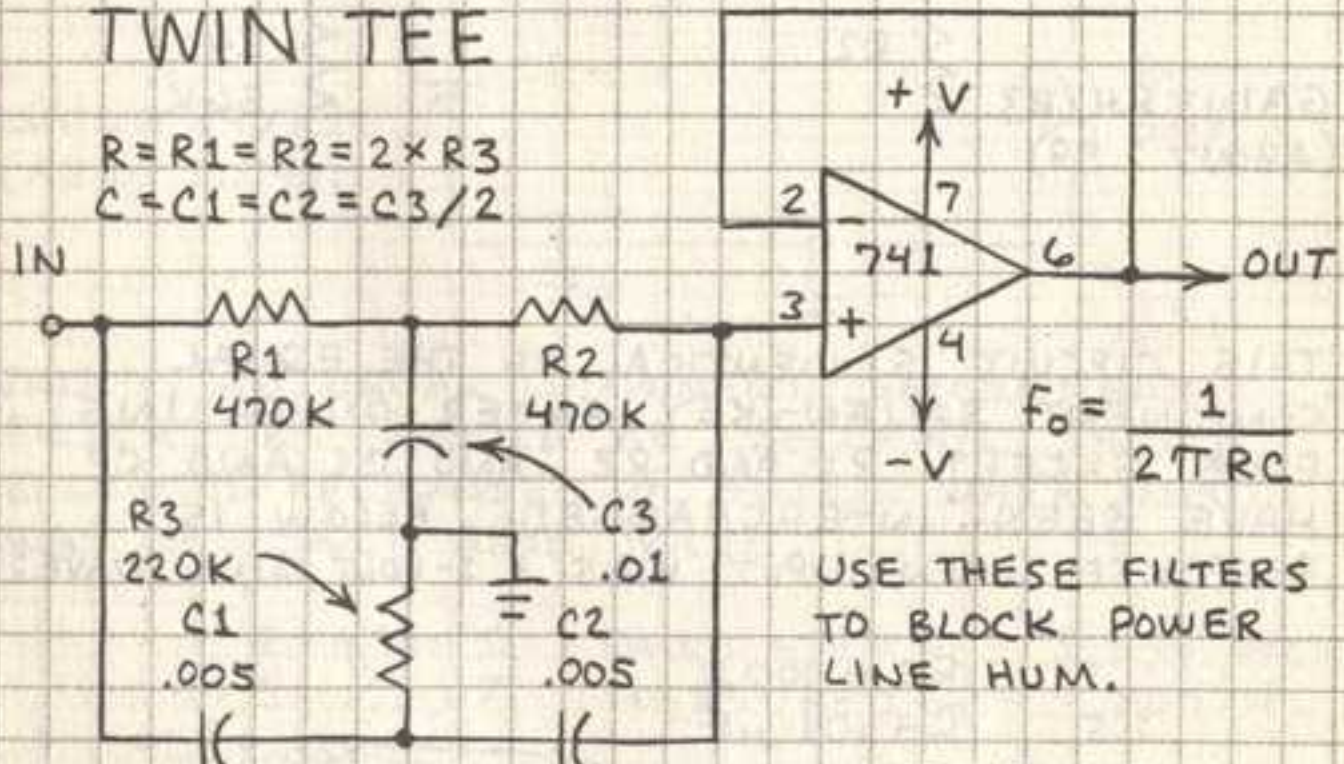 TWIN TEE
R = R1 = R2 = 2 × R3
C = C1 = C2 = C3/2
IN
R1
470K
R2
470K
R3
220K
C1
.005
C3
.01
C2
.005
+V
2
-
7
741
6
OUT
3
+
4
-V
fo = 1
2πRC
USE THESE FILTERS
TO BLOCK POWER
LINE HUM.